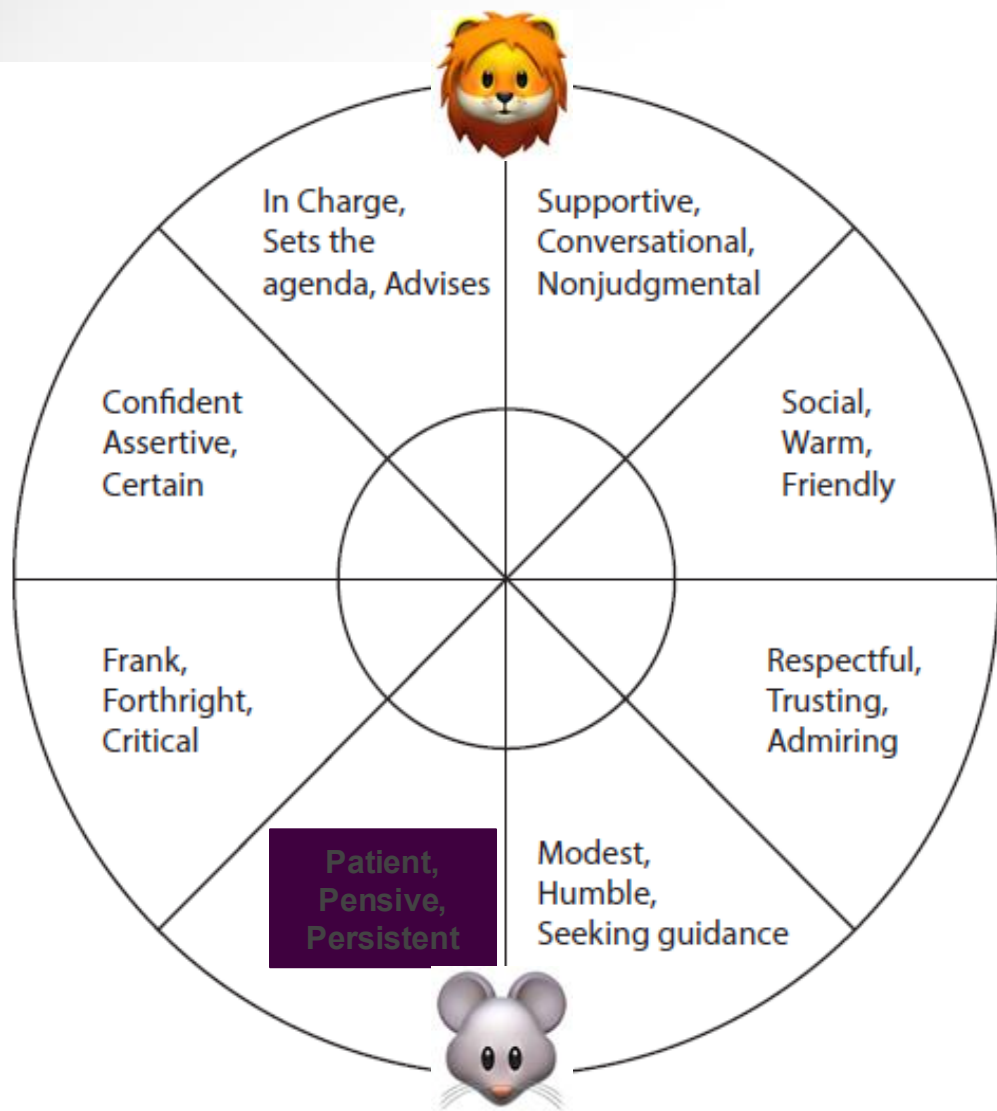 In Charge,
Sets the
agenda, Advises
Supportive,
Conversational,
Nonjudgmental
Confident
Assertive,
Certain
Social,
Warm,
Friendly
Frank,
Forthright,
Critical
Respectful,
Trusting,
Admiring
Patient,
Pensive,
Persistent
Modest,
Humble,
Seeking guidance